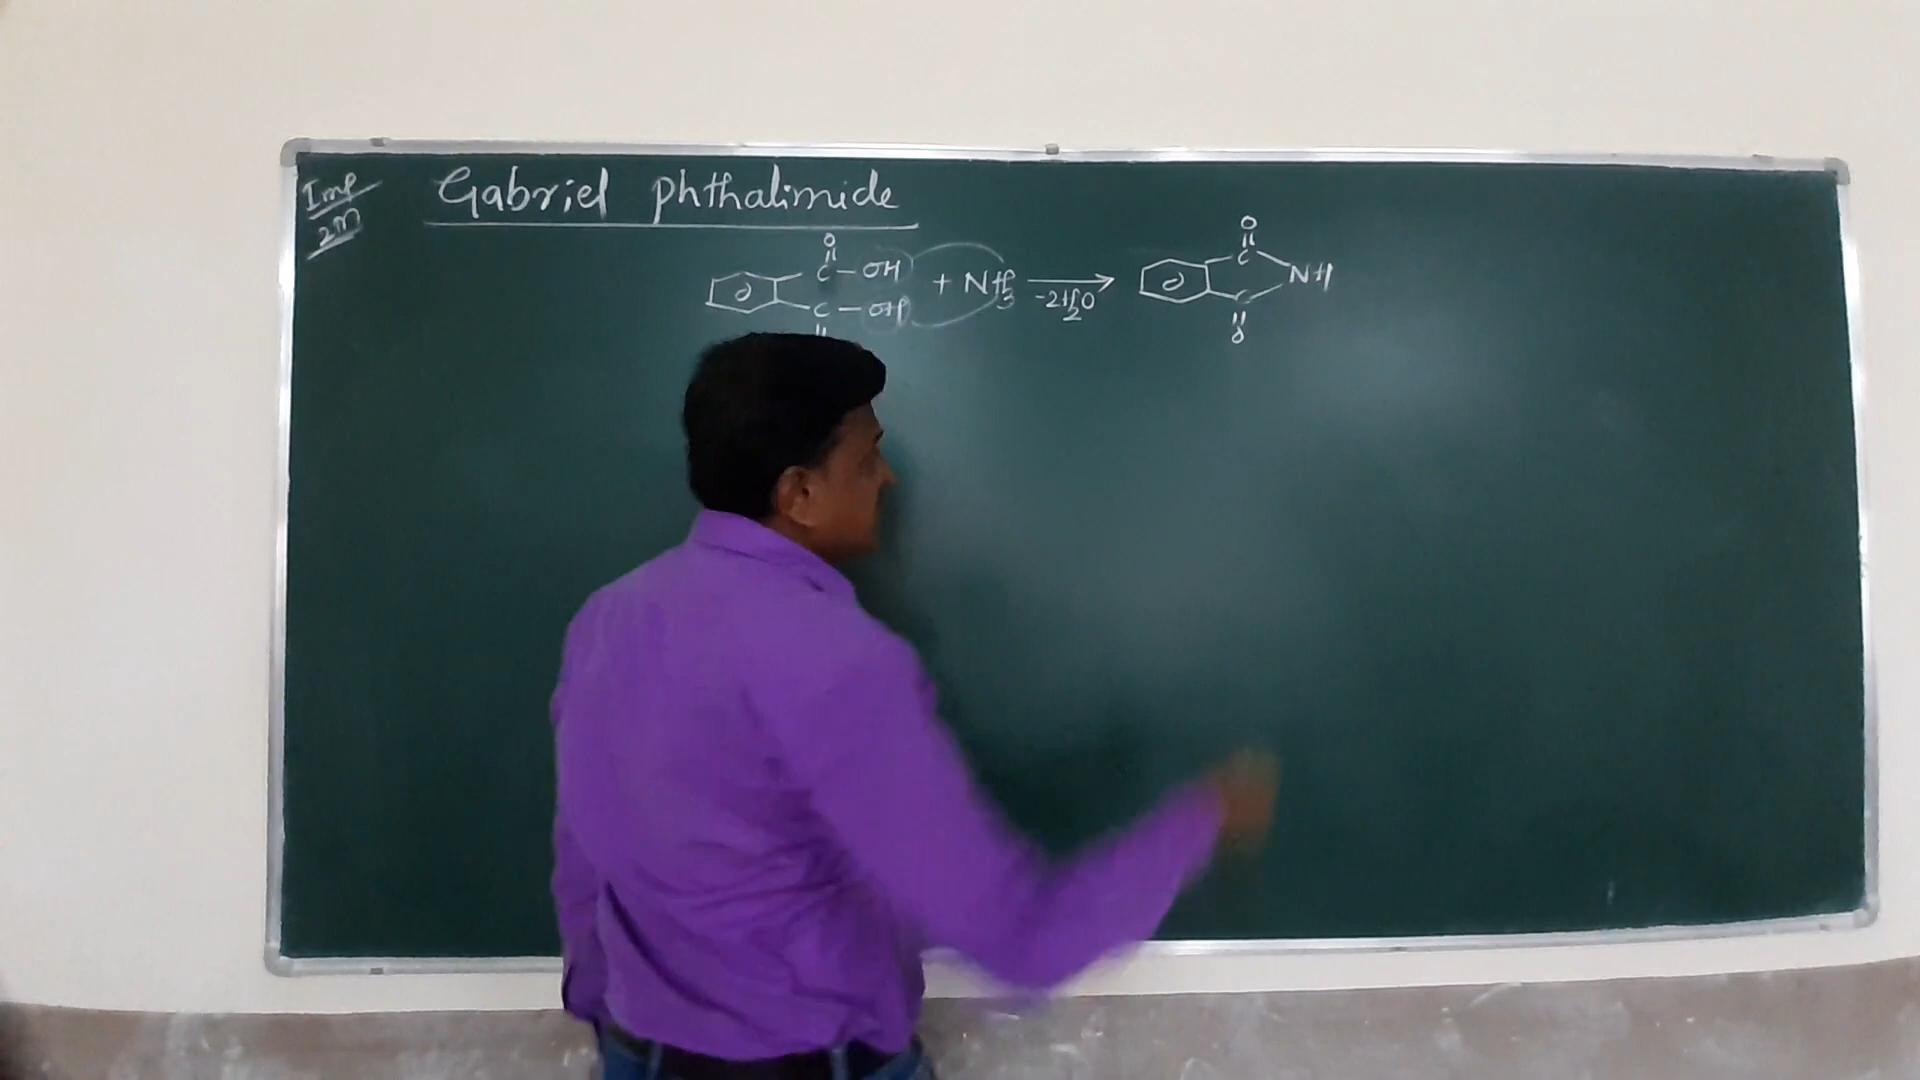 Imp
2M
Gabriel phthalimide
O O
C - OH + NH3 → C NH
C - OH -2H2O C
O